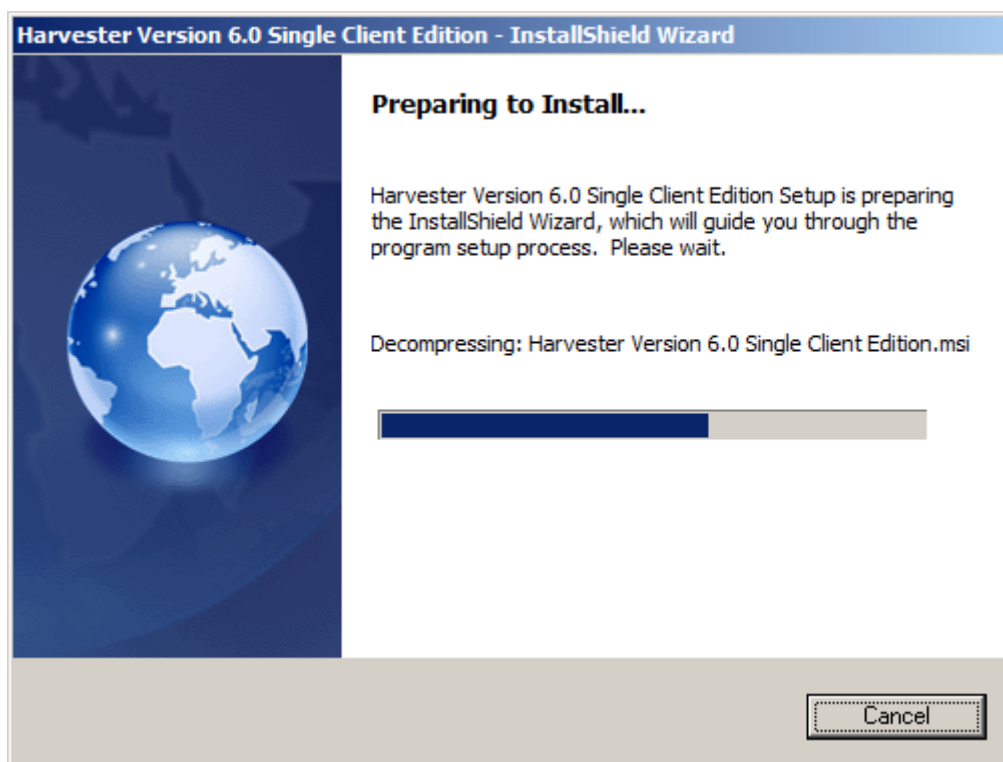 Harvester Version 6.0 Single Client Edition - InstallShield Wizard
Preparing to Install...
Harvester Version 6.0 Single Client Edition Setup is preparing
the InstallShield Wizard, which will guide you through the
program setup process.  Please wait.
Decompressing: Harvester Version 6.0 Single Client Edition.msi
Cancel